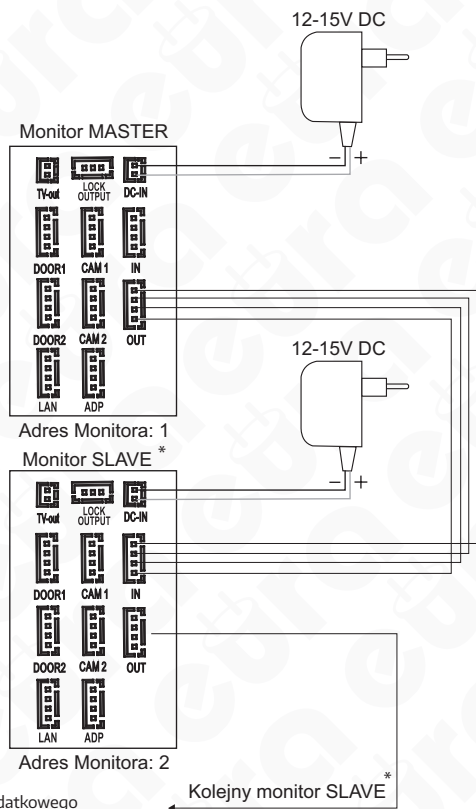 12-15V DC
Monitor MASTER
– +
TV-out LOCK OUTPUT DC-IN
DOOR1 CAM 1 IN
DOOR2 CAM 2 OUT
LAN ADP
12-15V DC
Adres Monitora: 1
Monitor SLAVE *
– +
TV-out LOCK OUTPUT DC-IN
DOOR1 CAM 1 IN
DOOR2 CAM 2 OUT
LAN ADP
Adres Monitora: 2
Kolejny monitor SLAVE *
datkowego